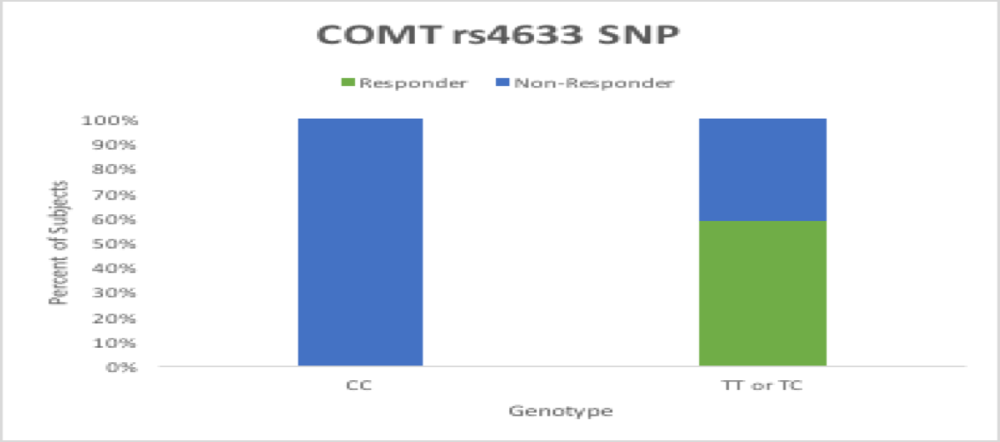 COMT rs4633 SNP
Responder Non-Responder
100%
90%
80%
70%
60%
50%
40%
30%
20%
10%
0%
Percent of Subjects
CC TT or TC
Genotype